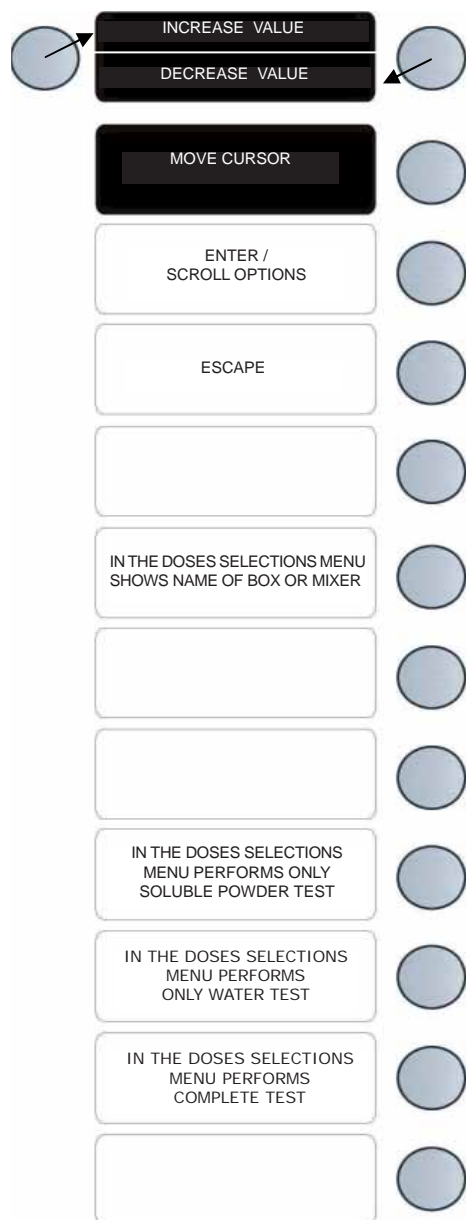 INCREASE VALUE
DECREASE VALUE
MOVE CURSOR
ENTER /
SCROLL OPTIONS
ESCAPE
IN THE DOSES SELECTIONS MENU
SHOWS NAME OF BOX OR MIXER
IN THE DOSES SELECTIONS
MENU PERFORMS ONLY
SOLUBLE POWDER TEST
IN THE DOSES SELECTIONS
MENU PERFORMS
ONLY WATER TEST
IN THE DOSES SELECTIONS
MENU PERFORMS
COMPLETE TEST